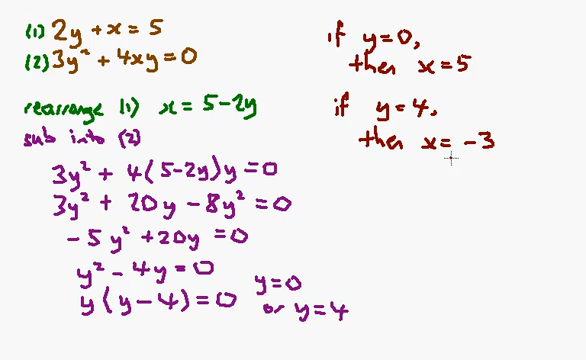 (1) 2y + x = 5
(2) 3y² + 4xy = 0
rearrange (1) x = 5 - 2y
sub into (2)
3y² + 4(5-2y)y = 0
3y² + 20y - 8y² = 0
- 5y² + 20y = 0
y² - 4y = 0
y(y - 4) = 0
y = 0
or y = 4
if y = 0,
then x = 5
if y = 4,
then x = -3